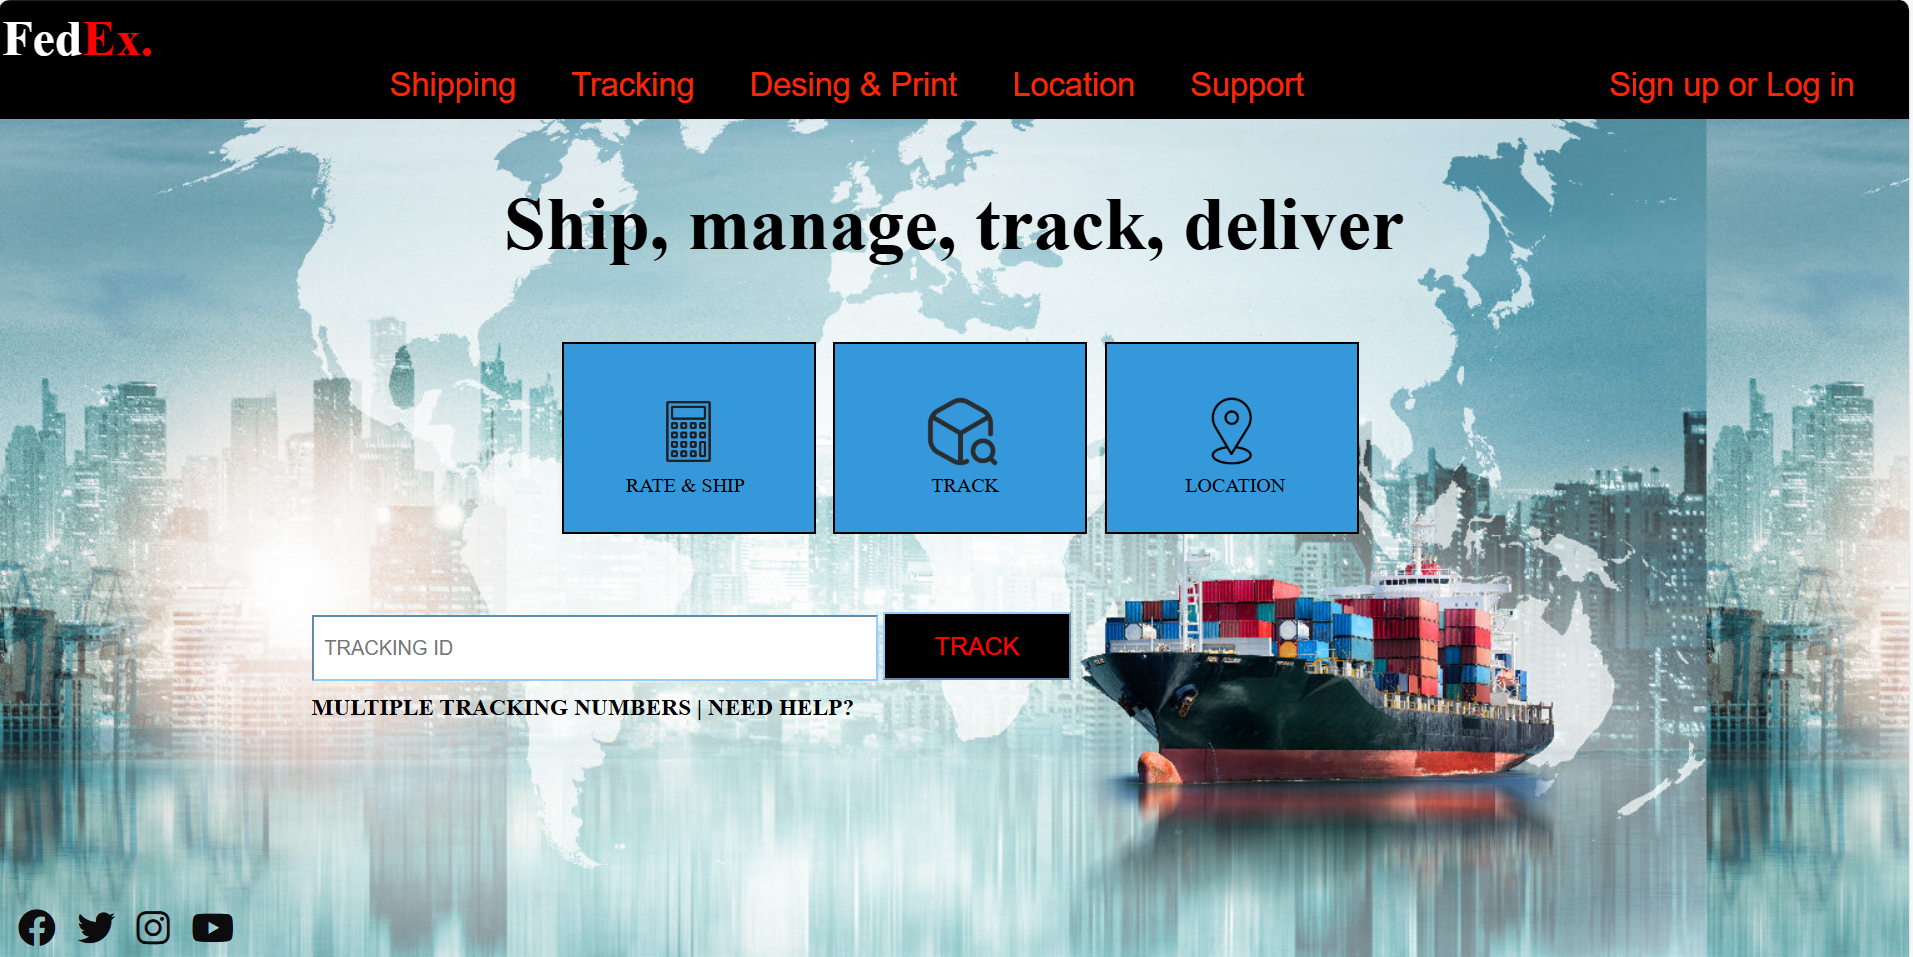 FedEx.
Shipping Tracking Desing & Print Location Support Sign up or Log in
Ship, manage, track, deliver
RATE & SHIP TRACK LOCATION
TRACKING ID TRACK
MULTIPLE TRACKING NUMBERS | NEED HELP?